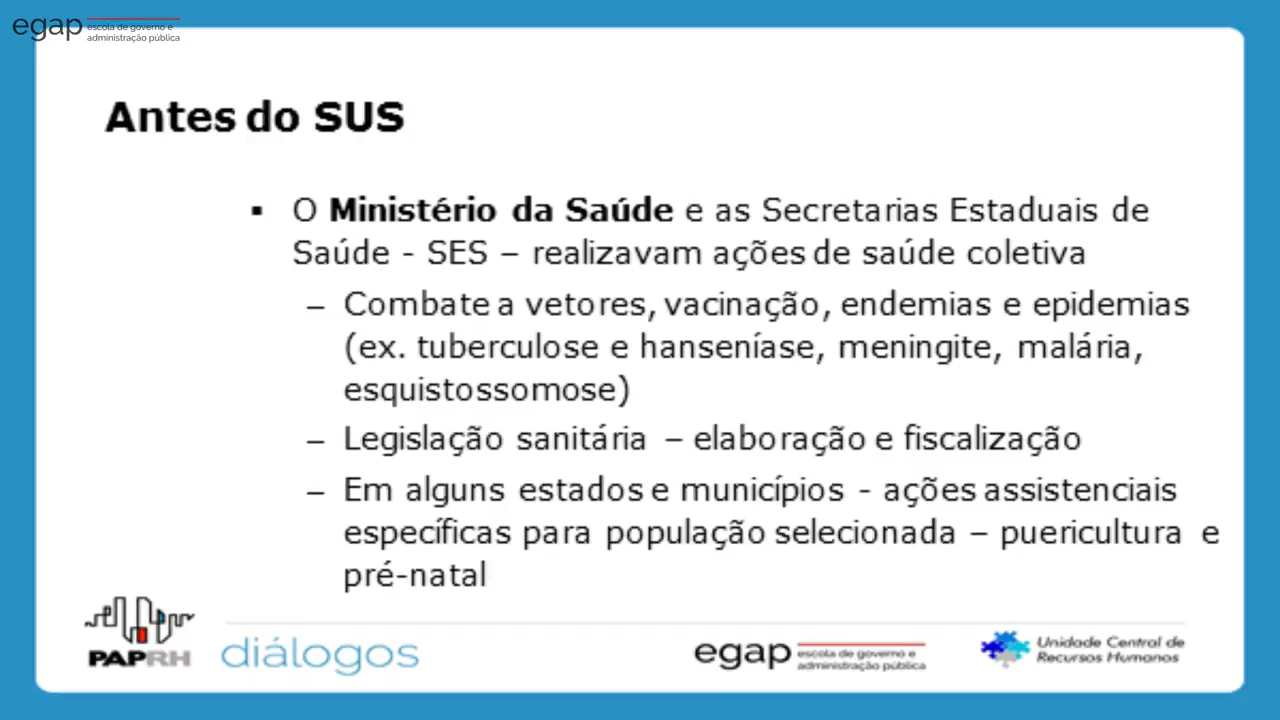 egap escola de governo e
administração pública
Antes do SUS
▪ O Ministério da Saúde e as Secretarias Estaduais de
Saúde - SES – realizavam ações de saúde coletiva
– Combate a vetores, vacinação, endemias e epidemias
(ex. tuberculose e hanseníase, meningite, malária,
esquistossomose)
– Legislação sanitária – elaboração e fiscalização
– Em alguns estados e municípios - ações assistenciais
específicas para população selecionada – puericultura e
pré-natal
PAPRH
diálogos
egap escola de governo e
administração pública
Unidade Central de
Recursos Humanos